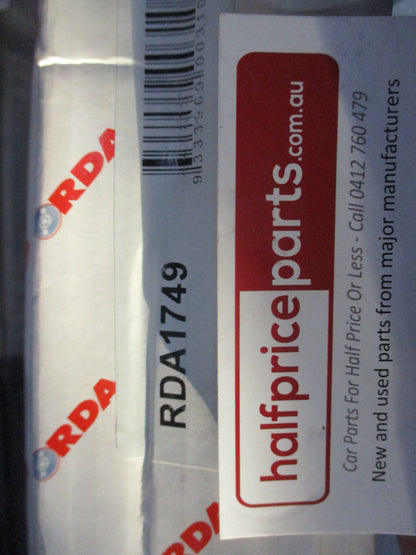 RDA
RDA
RDA
RDA1749
halfpriceparts.com.au
Car Parts For Half Price Or Less - Call 0412 760 479
New and used parts from major manufacturers